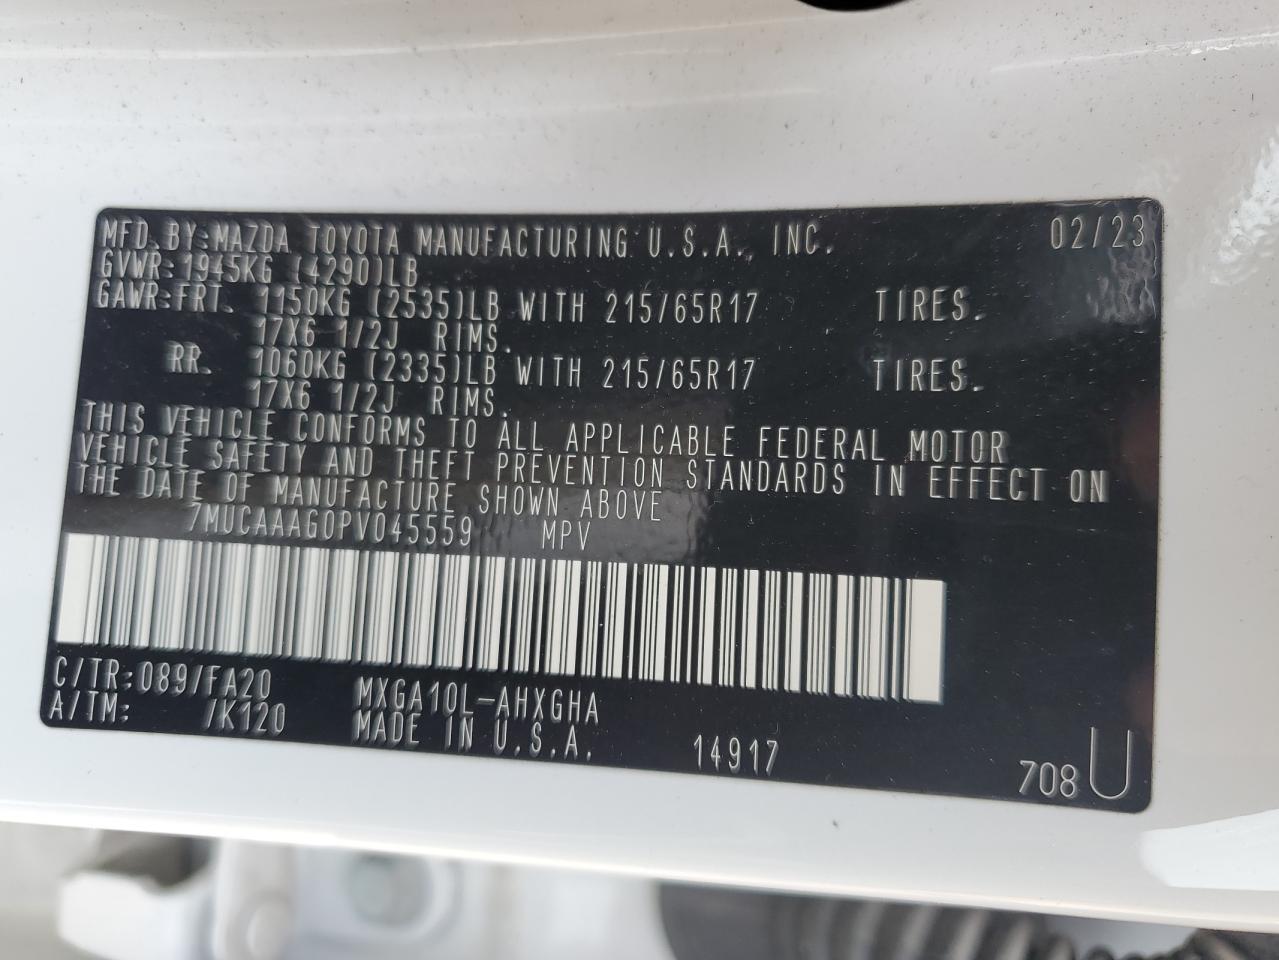 MFD. BY: MAZDA TOYOTA MANUFACTURING U.S.A., INC. 02/23
GVWR: 1945KG (4290)LB
GAWR: FRT. 1150KG (2535)LB WITH 215/65R17 TIRES.
17X6 1/2J RIMS.
RR. 1060KG (2335)LB WITH 215/65R17 TIRES.
17X6 1/2J RIMS.
THIS VEHICLE CONFORMS TO ALL APPLICABLE FEDERAL MOTOR
VEHICLE SAFETY AND THEFT PREVENTION STANDARDS IN EFFECT ON
THE DATE OF MANUFACTURE SHOWN ABOVE
7MUCAAAG0PV045559 MPV
C/TR: 089/FA20 MXGA10L-AHXGHA
A/TM: /K120 MADE IN U.S.A. 14917 708U